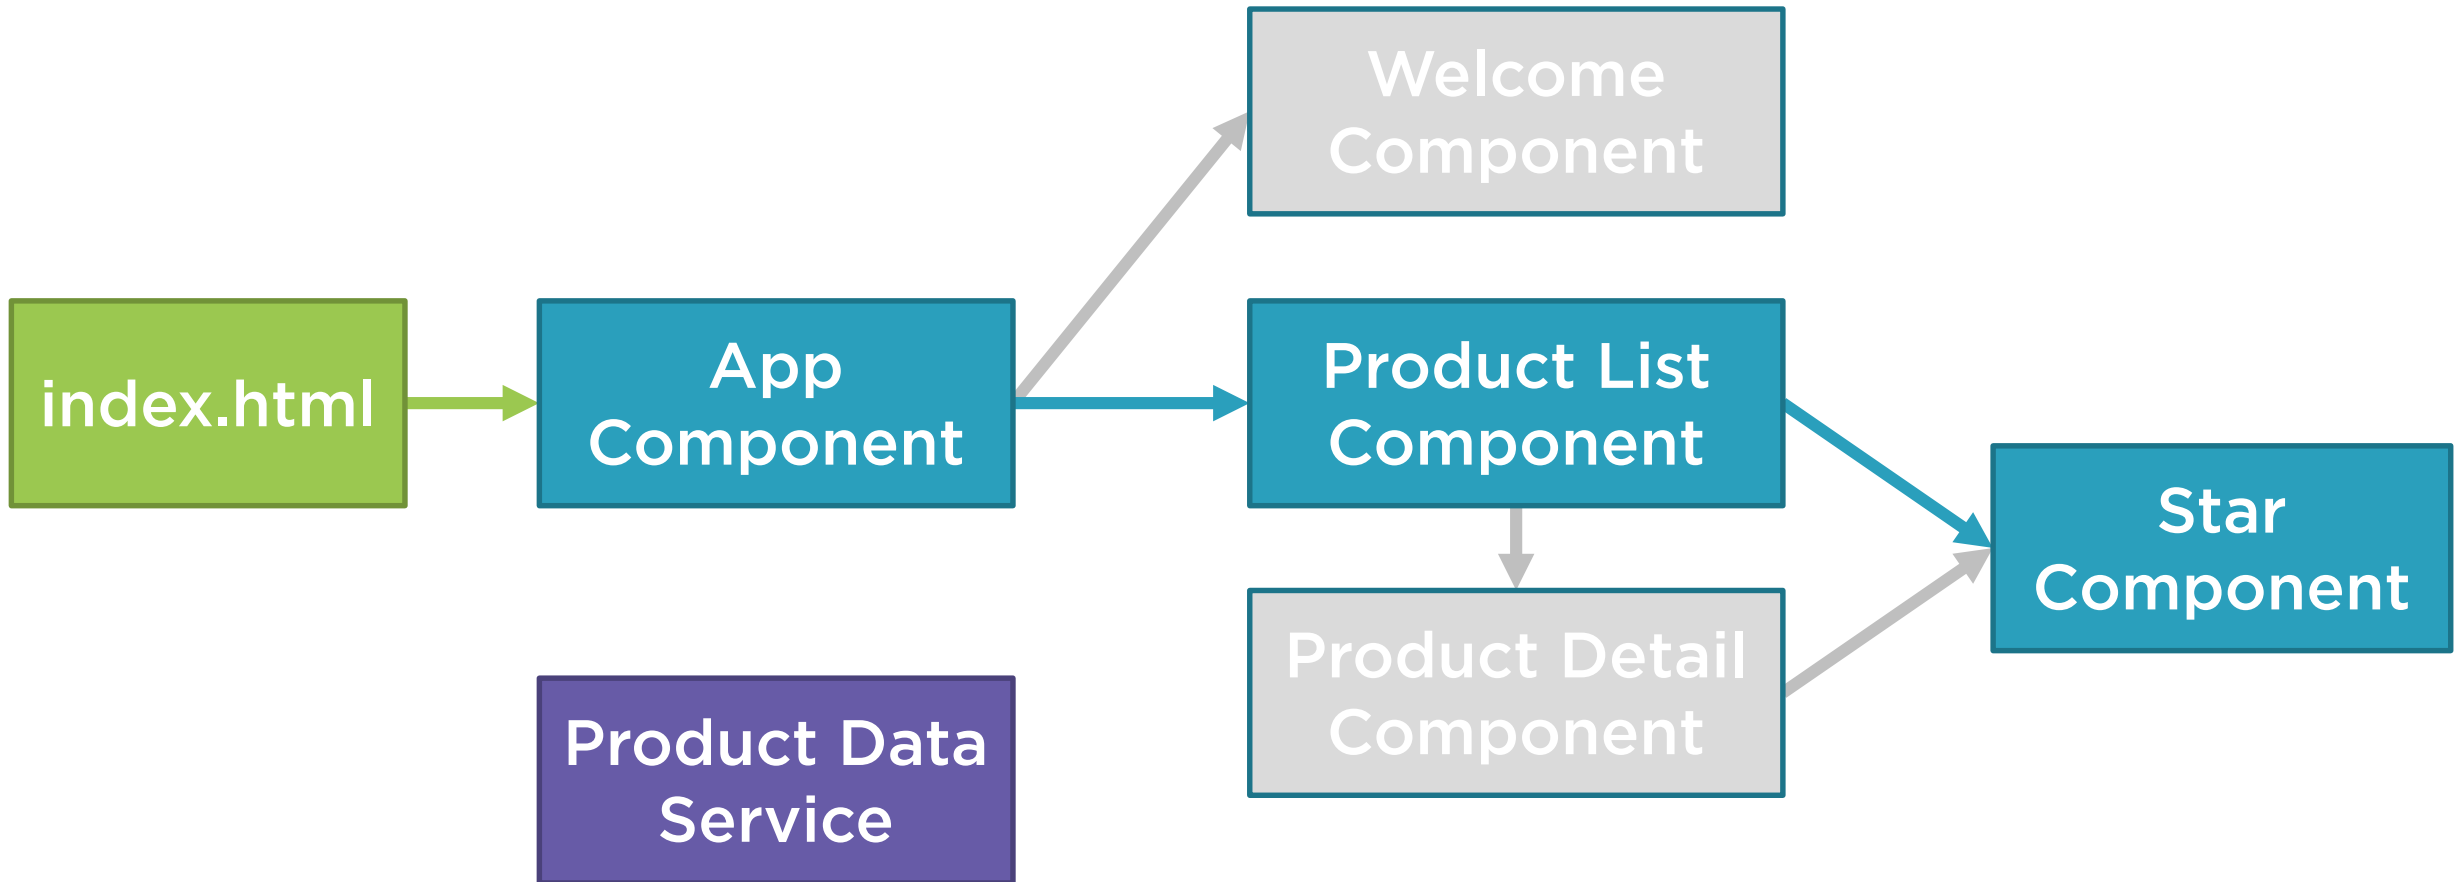 Welcome
Component
index.html
App
Component
Product List
Component
Star
Component
Product Detail
Component
Product Data
Service